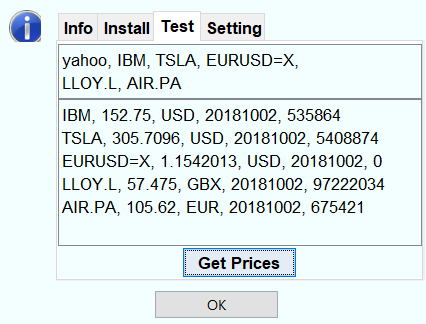 Info Install Test Setting
yahoo, IBM, TSLA, EURUSD=X,
LLOY.L, AIR.PA
IBM, 152.75, USD, 20181002, 535864
TSLA, 305.7096, USD, 20181002, 5408874
EURUSD=X, 1.1542013, USD, 20181002, 0
LLOY.L, 57.475, GBX, 20181002, 97222034
AIR.PA, 105.62, EUR, 20181002, 675421
Get Prices
OK